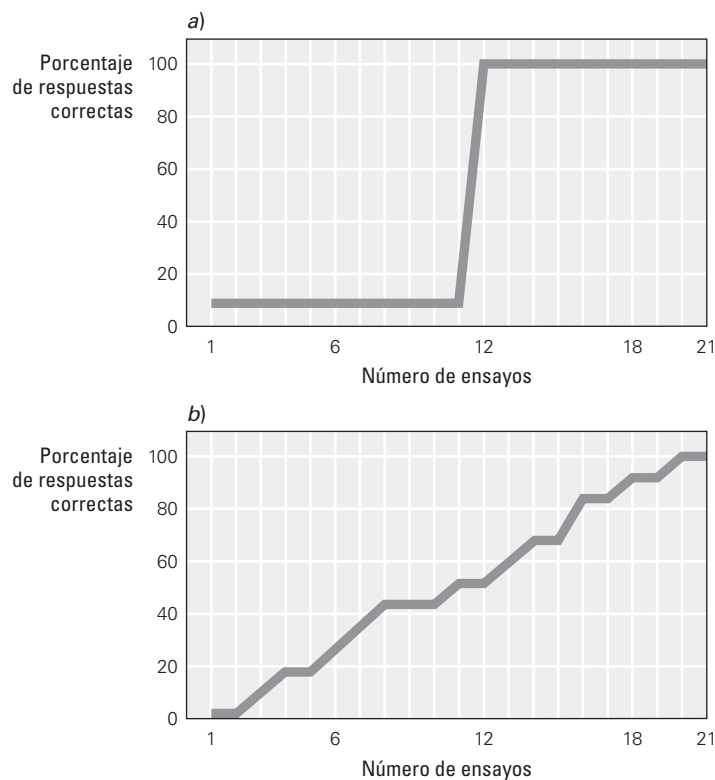 a)
Porcentaje
de respuestas
correctas
100
80
60
40
20
0
1 6 12 18 21
Número de ensayos
b)
Porcentaje
de respuestas
correctas
100
80
60
40
20
0
1 6 12 18 21
Número de ensayos